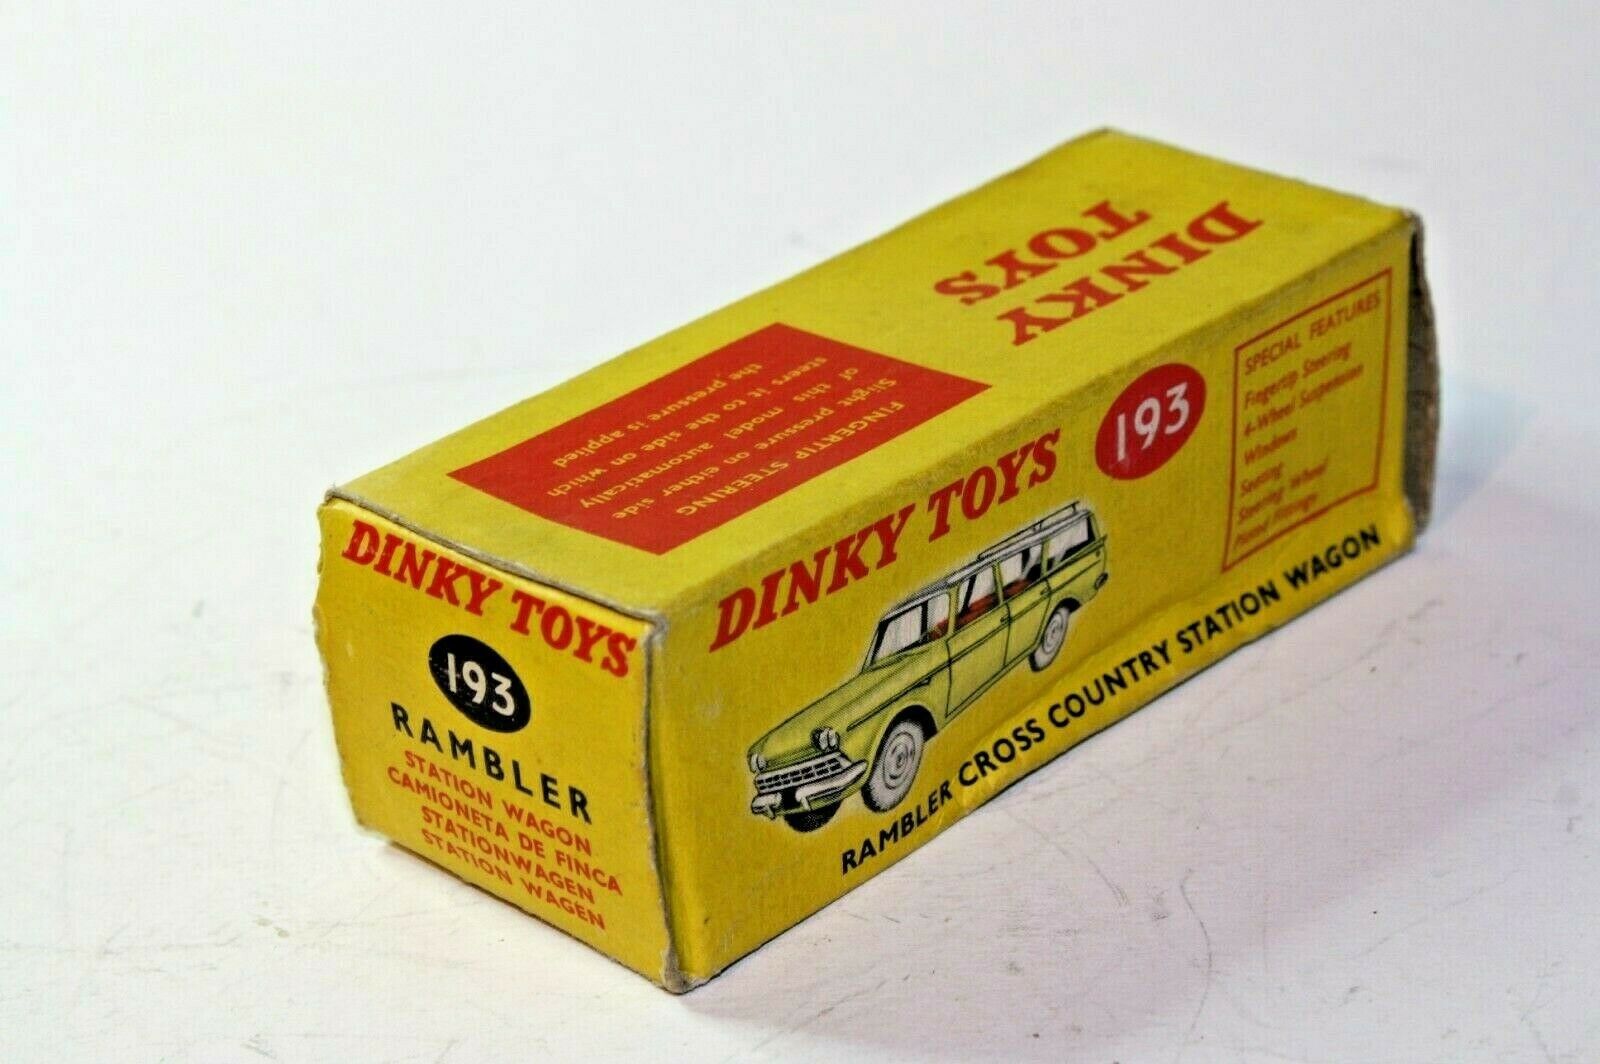 DINKY
TOYS
FINGERTIP STEERING
Slight pressure on either side
of this model automatically
steers it to the side on which
the pressure is applied
DINKY TOYS
193
RAMBLER
STATION WAGON
CAMIONETA DE FINCA
STATIONWAGEN
STATION WAGEN
DINKY TOYS
193
RAMBLER CROSS COUNTRY STATION WAGON
SPECIAL FEATURES
Fingertip Steering
4-Wheel Suspension
Windows
Seating
Steering Wheel
Plated Fittings